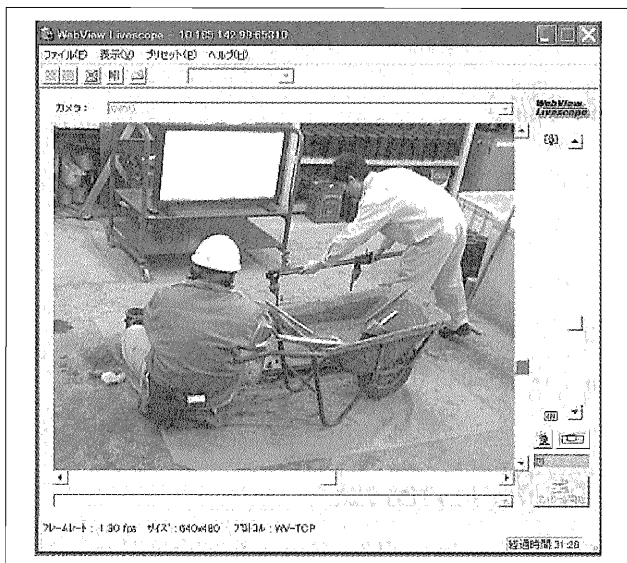 WebView Livescope - 10.165.142.98:65310
ファイル(F) 表示(V) プリセット(P) ヘルプ(H)
カメラ:
WebView
Livescope
フレームレート: 1.30 fps サイズ: 640x480 プロトコル: WV-TCP
経過時間 31:28